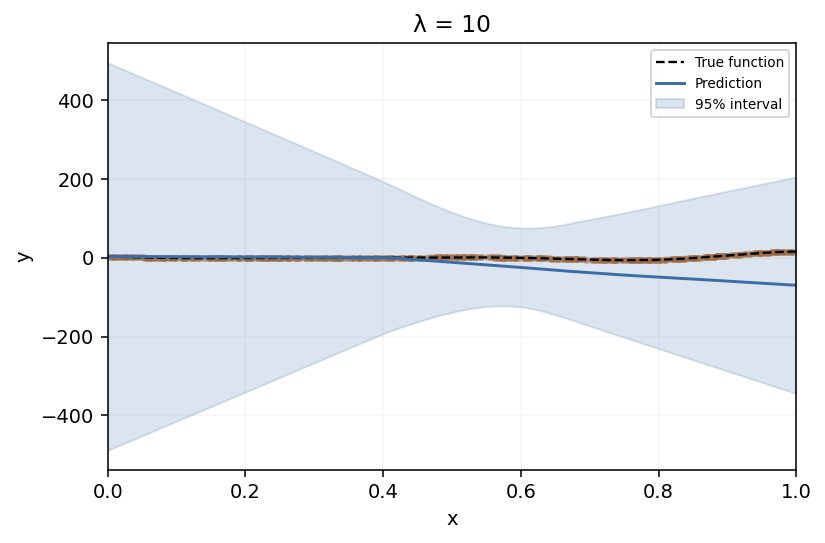 λ = 10
True function
Prediction
95% interval
400
200
0
−200
−400
y
0.0 0.2 0.4 0.6 0.8 1.0
x